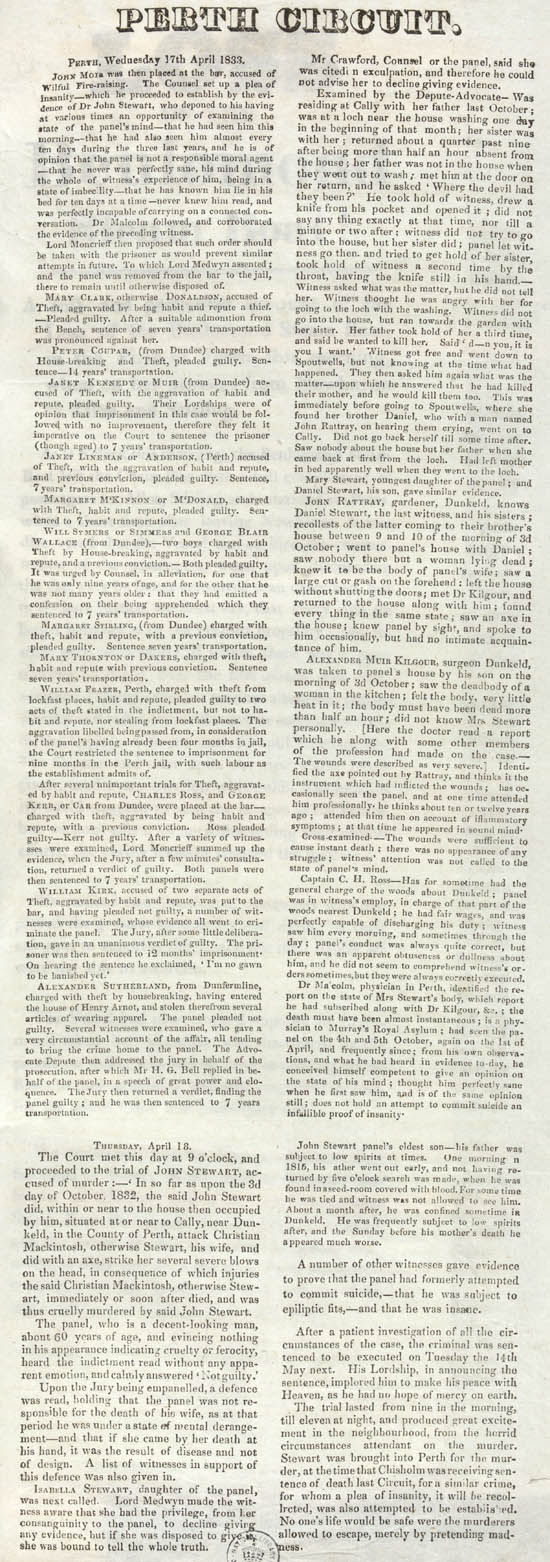 PERTH CIRCUIT.
PERTH, Wednesday 17th April 1833.
JOHN MOIR was then placed at the bar, accused of
Wilful Fire-raising. The Counsel set up a plea of
insanity—which he proceeded to establish by the evi-
dence of Dr John Stewart, who deponed to his having
at various times an opportunity of examining the
state of the panel's mind—that he had seen him this
morning—that he had also seen him almost every
ten days during the three last years, and he is of
opinion that the panel is not a responsible moral agent
—that he never was perfectly sane, his mind during
the whole of witness's experience of him, being in a
state of imbecility—that he has known him lie in his
bed for ten days at a time—never knew him read, and
was perfectly incapable of carrying on a connected con-
versation. Dr Malcolm followed, and corroborated
the evidence of the preceding witness.
Lord Moncrieff then proposed that such order should
be taken with the prisoner as would prevent similar
attempts in future. To which Lord Medwyn assented;
and the panel was removed from the bar to the jail,
there to remain until otherwise disposed of.
MARY CLARK, otherwise DONALDSON, accused of
Theft, aggravated by being habit and repute a thief.
—Pleaded guilty. After a suitable admonition from
the Bench, sentence of seven years' transportation
was pronounced against her.
PETER COUPAR, (from Dundee) charged with
House-breaking and Theft, pleaded guilty. Sen-
tence—14 years' transportation.
JANET KENNEDY or MUIR (from Dundee) ac-
cused of Theft, with the aggravation of habit and
repute, pleaded guilty. Their Lordships were of
opinion that imprisonment in this case would be fol-
lowed with no improvement, therefore they felt it
imperative on the Court to sentence the prisoner
(though aged) to 7 years' transportation.
JANET LINEMAN or ANDERSON, (Perth) accused
of Theft, with the aggravation of habit and repute,
and previous conviction, pleaded guilty. Sentence,
7 years' transportation.
MARGARET M'KINNON or M'DONALD, charged
with Theft, habit and repute, pleaded guilty. Sen-
tenced to 7 years' transportation.
WILL SYMERS or SIMMERS and GEORGE BLAIR
WALLACE (from Dundee),—two boys charged with
Theft by House-breaking, aggravated by habit and
repute, and a previous conviction.—Both pleaded guilty.
It was urged by Counsel, in alleviation, for one that
he was only nine years of age, and for the other that he
was not many years older: that they had emitted a
confession on their being apprehended which they
sentenced to 7 years' transportation.
MARGARET STIRLING, (from Dundee) charged with
theft, habit and repute, with a previous conviction,
pleaded guilty. Sentence seven years' transportation.
MARY THORNTON or DAKERS, charged with theft,
habit and repute with previous conviction. Sentence
seven years' transportation.
WILLIAM FRAZER, Perth, charged with theft from
lockfast places, habit and repute, pleaded guilty to two
acts of theft stated in the indictment, but not to ha-
bit and repute, nor stealing from lockfast places. The
aggravation libelled being passed from, in consideration
of the panel's having already been four months in jail,
the Court restricted the sentence to imprisonment for
nine months in the Perth jail, with such labour as
the establishment admits of.
After several unimportant trials for Theft, aggravat-
ed by habit and repute, CHARLES ROSS, and GEORGE
KERR, or CAR from Dundee, were placed at the bar—
charged with theft, aggravated by being habit and
repute, with a previous conviction. Ross pleaded
guilty—Kerr not guilty. After a variety of witnes-
ses were examined, Lord Moncrieff summed up the
evidence, when the Jury, after a few minutes' consulta-
tion, returned a verdict of guilty. Both panels were
then sentenced to 7 years' transportation.
WILLIAM KIRK, accused of two separate acts of
Theft, aggravated by habit and repute, was put to the
bar, and having pleaded not guilty, a number of wit-
nesses were examined, whose evidence all went to cri-
minate the panel. The Jury, after some little delibera-
tion, gave in an unanimous verdict of guilty. The pri-
soner was then sentenced to 12 months' imprisonment.
On hearing the sentence he exclaimed, 'I'm no gawn
to be banished yet.'
ALEXANDER SUTHERLAND, from Dunfermline,
charged with theft by housebreaking, having entered
the house of Henry Arnot, and stolen therefrom several
articles of wearing apparel. The panel pleaded not
guilty. Several witnesses were examined, who gave a
very circumstantial account of the affair, all tending
to bring the crime home to the panel. The Advo-
cate Depute then addressed the jury in behalf of the
prosecution, after which Mr H. G. Bell replied in be-
half of the panel, in a speech of great power and elo-
quence. The Jury then returned a verdict, finding the
panel guilty; and he was then sentenced to 7 years
transportation.
THURSDAY, April 18.
The Court met this day at 9 o'clock, and
proceeded to the trial of JOHN STEWART, ac-
cused of murder:—'In so far as upon the 3d
day of October, 1832, the said John Stewart
did, within or near to the house then occupied
by him, situated at or near to Cally, near Dun-
keld, in the County of Perth, attack Christian
Mackintosh, otherwise Stewart, his wife, and
did with an axe, strike her several severe blows
on the head, in consequence of which injuries
the said Christian Mackintosh, otherwise Stew-
art, immediately or soon after died, and was
thus cruelly murdered by said John Stewart.
The panel, who is a decent-looking man,
about 60 years of age, and evincing nothing
in his appearance indicating cruelty or ferocity,
heard the indictment read without any appa-
rent emotion, and calmly answered 'Not guilty.'
Upon the Jury being empanelled, a defence
was read, holding that the panel was not re-
sponsible for the death of his wife, as at that
period he was under a state of mental derange-
ment—and that if she came by her death at
his hand, it was the result of disease and not
of design. A list of witnesses in support of
this defence was also given in.
ISABELLA STEWART, daughter of the panel,
was next called. Lord Medwyn made the wit-
ness aware that she had the privilege, from her
consanguinity to the panel, to decline giving
any evidence, but if she was disposed to give it,
she was bound to tell the whole truth.
Mr Crawford, Counsel or the panel, said she
was citedi n exculpation, and therefore he could
not advise her to decline giving evidence.
Examined by the Depute-Advocate—Was
residing at Cally with her father last October;
was at a loch near the house washing one day
in the beginning of that month; her sister was
with her; returned about a quarter past nine
after being more than half an hour absent from
the house; her father was not in the house when
they went out to wash; met him at the door on
her return, and he asked 'Where the devil had
they been?' He took hold of witness, drew a
knife from his pocket and opened it; did not
say any thing exactly at that time, nor till a
minute or two after; witness did not try to go
into the house, but her sister did; panel let wit-
ness go then. and tried to get hold of her sister,
took hold of witness a second time by the
throat, having the knife still in his hand.—
Witness asked what was the matter, but he did not tell
her. Witness thought he was angry with her for
going to the loch with the washing. Witness did not
go into the house, but ran towards the garden with
her sister. Her father took hold of her a third time,
and said be wanted to kill her. Said 'd—n you, it is
you I want.' Witness got free and went down to
Spoutwells, but not knowing at the time what had
happened. They then asked him again what was the
matter—upon which he answered that he had killed
their mother, and he would kill them too. This was
immediately before going to Spoutwells, where she
found her brother Daniel, who with a man named
John Rattray, on hearing them crying, went on to
Cally. Did not go back herself till some time after.
Saw nobody about the house but her father when she
came back at first from the loch. Had left mother
in bed apparently well when they went to the loch.
Mary Stewart, youngest daughter of the panel; and
Daniel Stewart, his son, gave similar evidence.
JOHN RATTRAY, gardener, Dunkeld, knows
Daniel Stewart, the last witness, and his sisters;
recollests of the latter coming to their brother's
house between 9 and 10 of the morning of 3d
October; went to panel's house with Daniel;
saw nobody there but a woman lying dead;
knew it to be the body of panel's wife; saw a
large cut or gash on the forehead: left the house
without shutting the doors; met Dr Kilgour, and
returned to the house along with him; found
every thing in the same state; saw an axe in
the house; knew panel by sight, and spoke to
him occasionally, but had no intimate acquain-
tance of him.
ALEXANDER MUIR KILGOUR, surgeon Dunkeld,
was taken to panel's house by his son on the
morning of 3d October; saw the deadbody of a
woman in the kitchen; felt the body, very little
heat in it; the body must have been dead more
than half an hour; did not know Mrs Stewart
personally. [Here the docter read a report
which he along with some other members
of the profession had made on the case.—
The wounds were described as very severe.] Identi-
fied the axe pointed out by Rattray, and thinks it the
instrument which had inflicted the wounds; has oc-
casionally seen the panel, and at one time attended
him professionally. he thinks about ten or twelve years
ago; attended him then on account of iflammatory
symptoms; at that time he appeared in sound mind.
Cross-examined—The wounds were sufficient to
cause instant death; there was no appearance of any
struggle; witness' attention was not called to the
state of panel's mind.
Captain C. H. Ross—Has for sometime had the
general charge of the woods about Dunkeld; panel
was in witness's employ, in charge of that part of the
woods nearest Dunkeld; he had fair wages, and was
perfectly capable of discharging his duty; witness
saw him every morning, and sometimes through the
day; panel's conduct was always quite correct, but
there was an apparent obtuseness or dullness about
him, and he did not seem to comprehend witness's or-
ders sometimes, but they were always correctly executed.
Dr Malcolm, physician in Perth, identified the re-
port on the state of Mrs Stewart's body, which report
he had subscribed along with Dr Kilgour, &c.; the
death must have been almost instantaneous; is a phy-
sician to Murray's Royal Asylum; had seen the pa-
nel on the 4th and 5th October, again on the 1st of
April, and frequently since; from his own observa-
tions, and what he had heard in evidence to-day, he
conceived himself competent to give an opinion on
the state of his mind; thought him perfectly sane
when he first saw him, and is of the same opinion
still; does not hold an attempt to commit suicide an
infallible proof of insanity.
John Stewart panel's eldest son—his father was
subject to low spirits at times. One morning n
1815, his ather went out early, and not having re-
turned by five o'clock search was made, when he was
found in a seed-room covered with blood. For some time
he was tied and witness was not allowed to see him.
About a month after, he was confined sometime is
Dunkeld. He was frequently subject to low spirits
after, and the Sunday before his mother's death he
appeared much worse.
A number of other witnesses gave evidence
to prove that the panel had formerly attempted
to commit suicide,—that he was subject to
epiliptic fits,—and that he was insane.
After a patient investigation of all the cir-
cumstances of the case, the criminal was sen-
tenced to be executed on Tuesday the 14th
May next. His Lordship, in announcing the
sentence, implored him to make his peace with
Heaven, as he had no hope of mercy on earth.
The trial lasted from nine in the morning,
till eleven at night, and produced great excite-
ment in the neighbourhood, from the horrid
circumstances attendant on the murder.
Stewart was brought into Perth for the mur-
der, at the time that Chisholm was receiving sen-
tence of death last Circuit, for a similar crime,
for whom a plea of insanity, it will be recol-
lrcted, was also attempted to be established.
No one's life would be safe were the murderers
allowed to escape, merely by pretending mad-
ness.